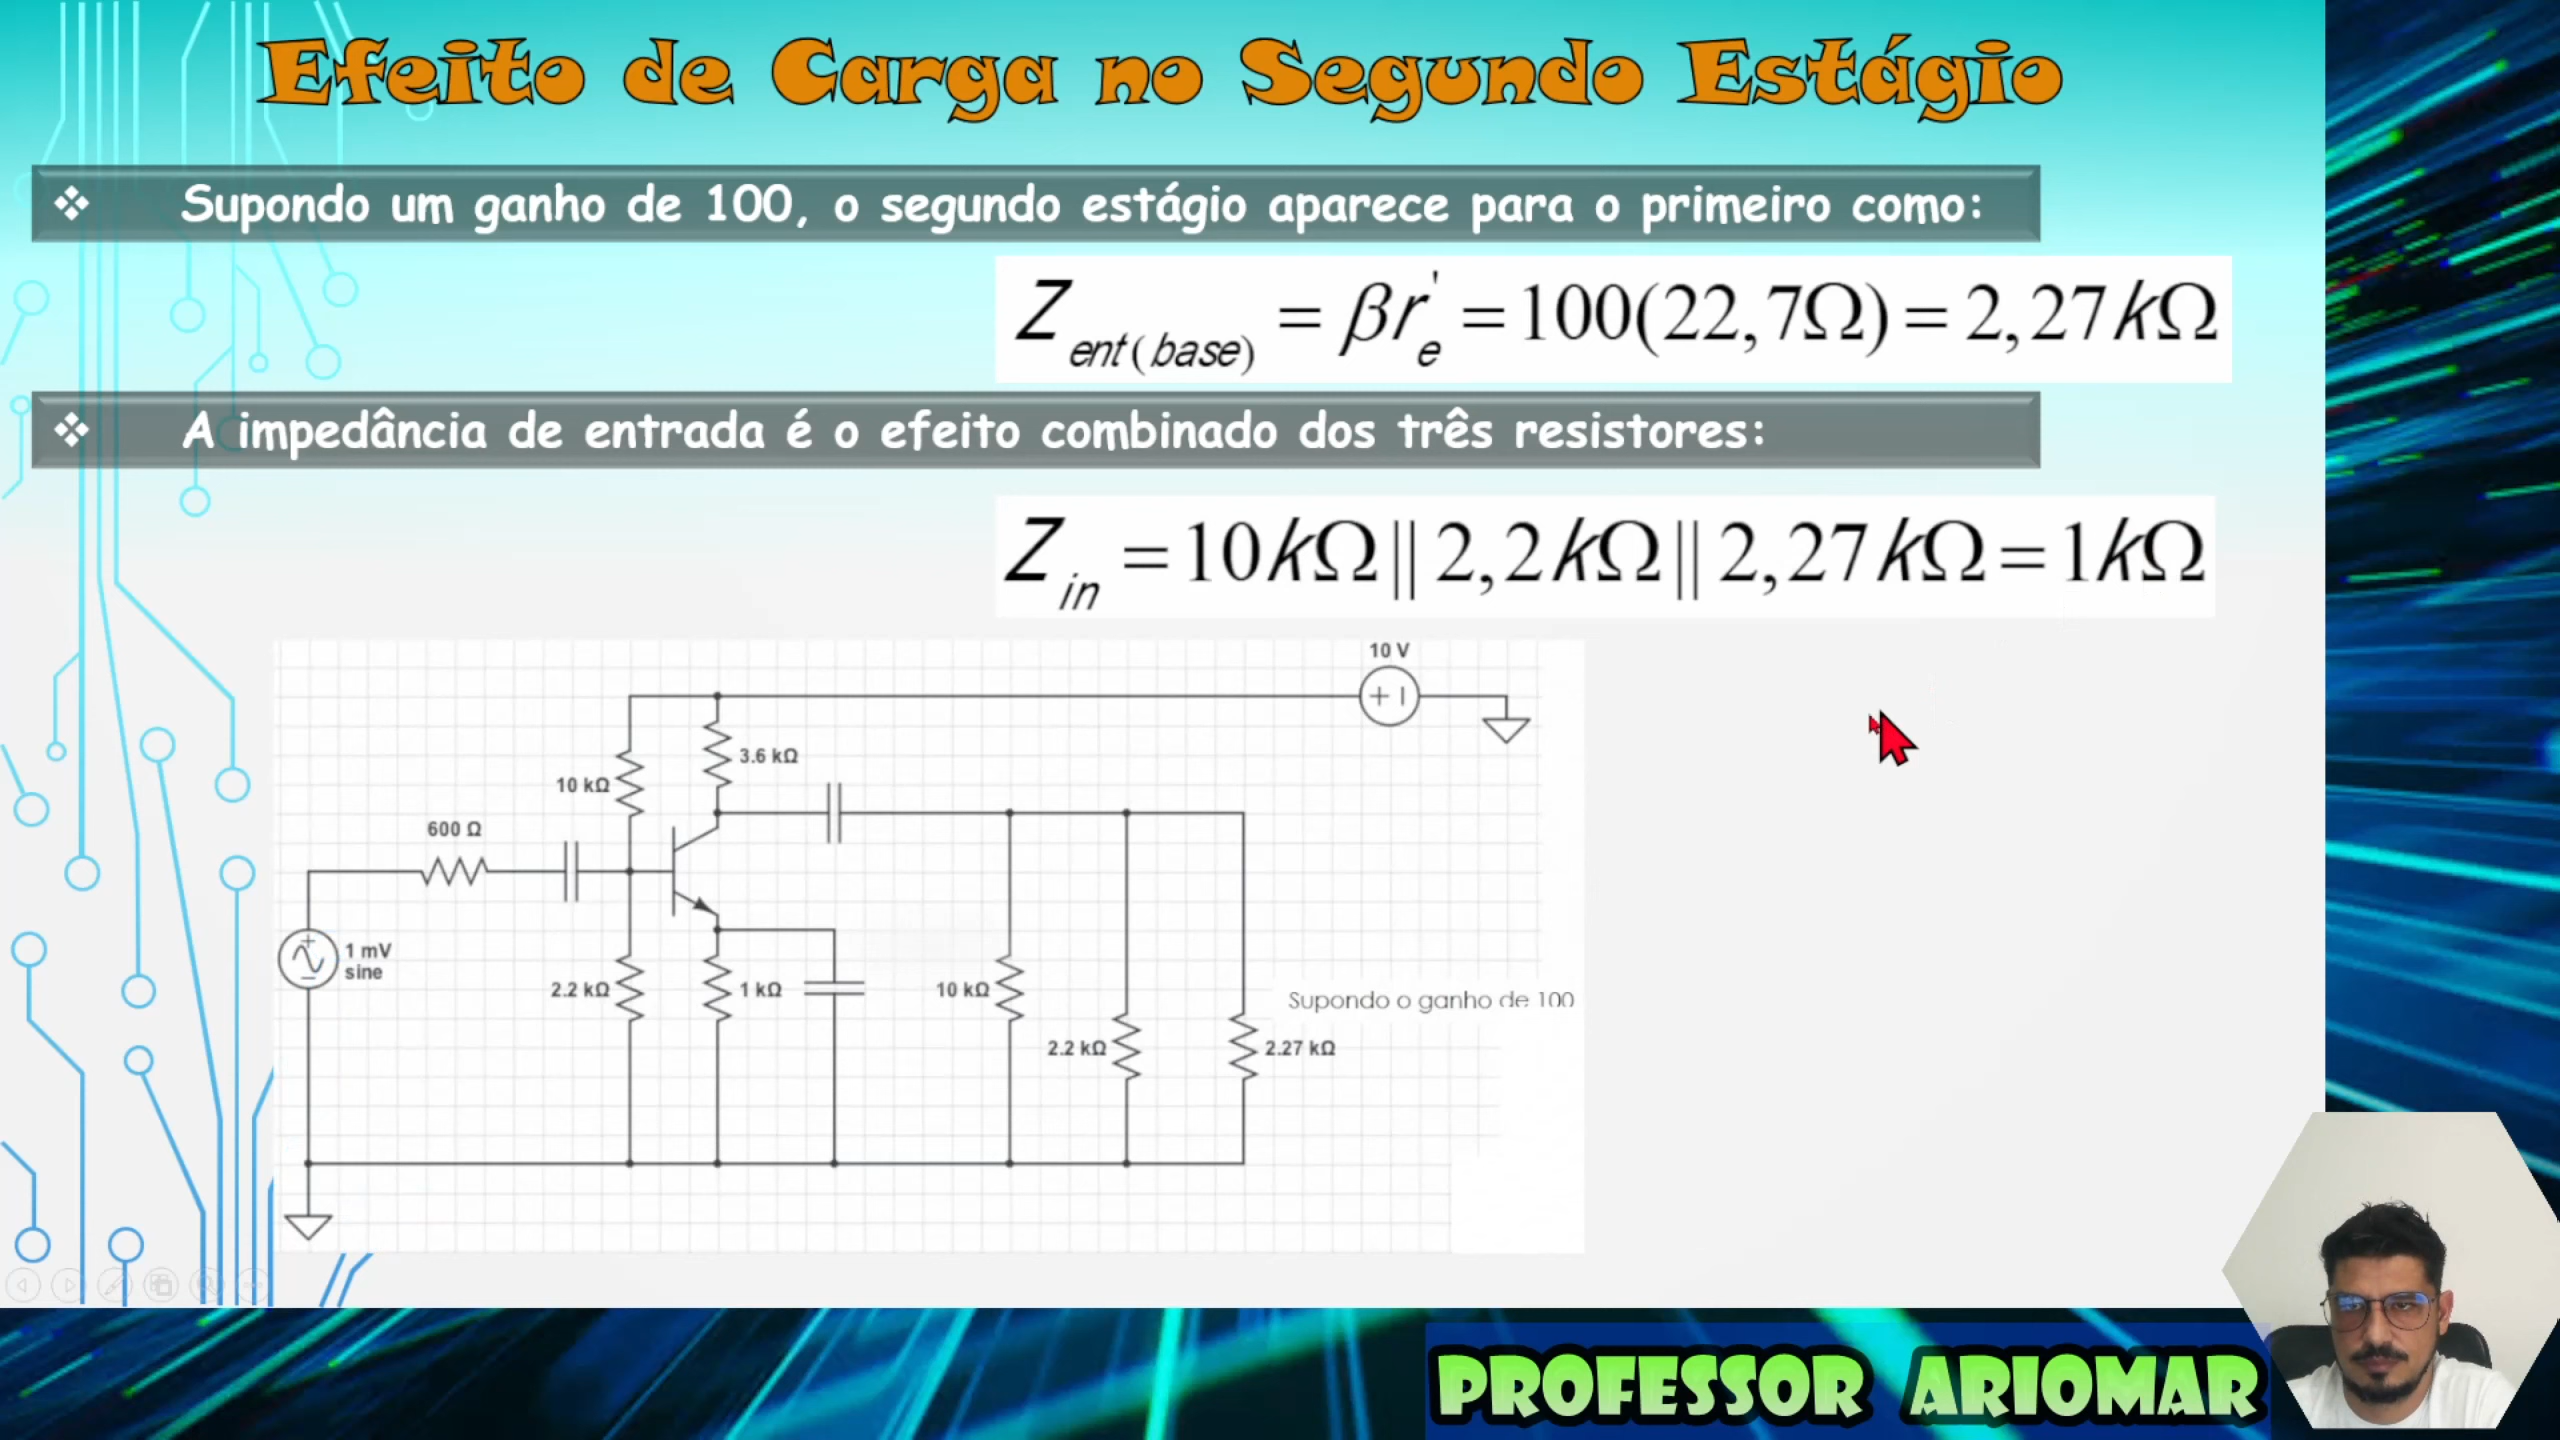 Efeito de Carga no Segundo Estágio
❖ Supondo um ganho de 100, o segundo estágio aparece para o primeiro como:
Z ent(base) = βr'e = 100(22,7Ω) = 2,27kΩ
❖ A impedância de entrada é o efeito combinado dos três resistores:
Z in = 10kΩ || 2,2kΩ || 2,27kΩ = 1kΩ
10 V
3.6 kΩ
10 kΩ
600 Ω
1 mV
sine
2.2 kΩ
1 kΩ
10 kΩ
Supondo o ganho de 100
2.2 kΩ
2.27 kΩ
PROFESSOR ARIOMAR